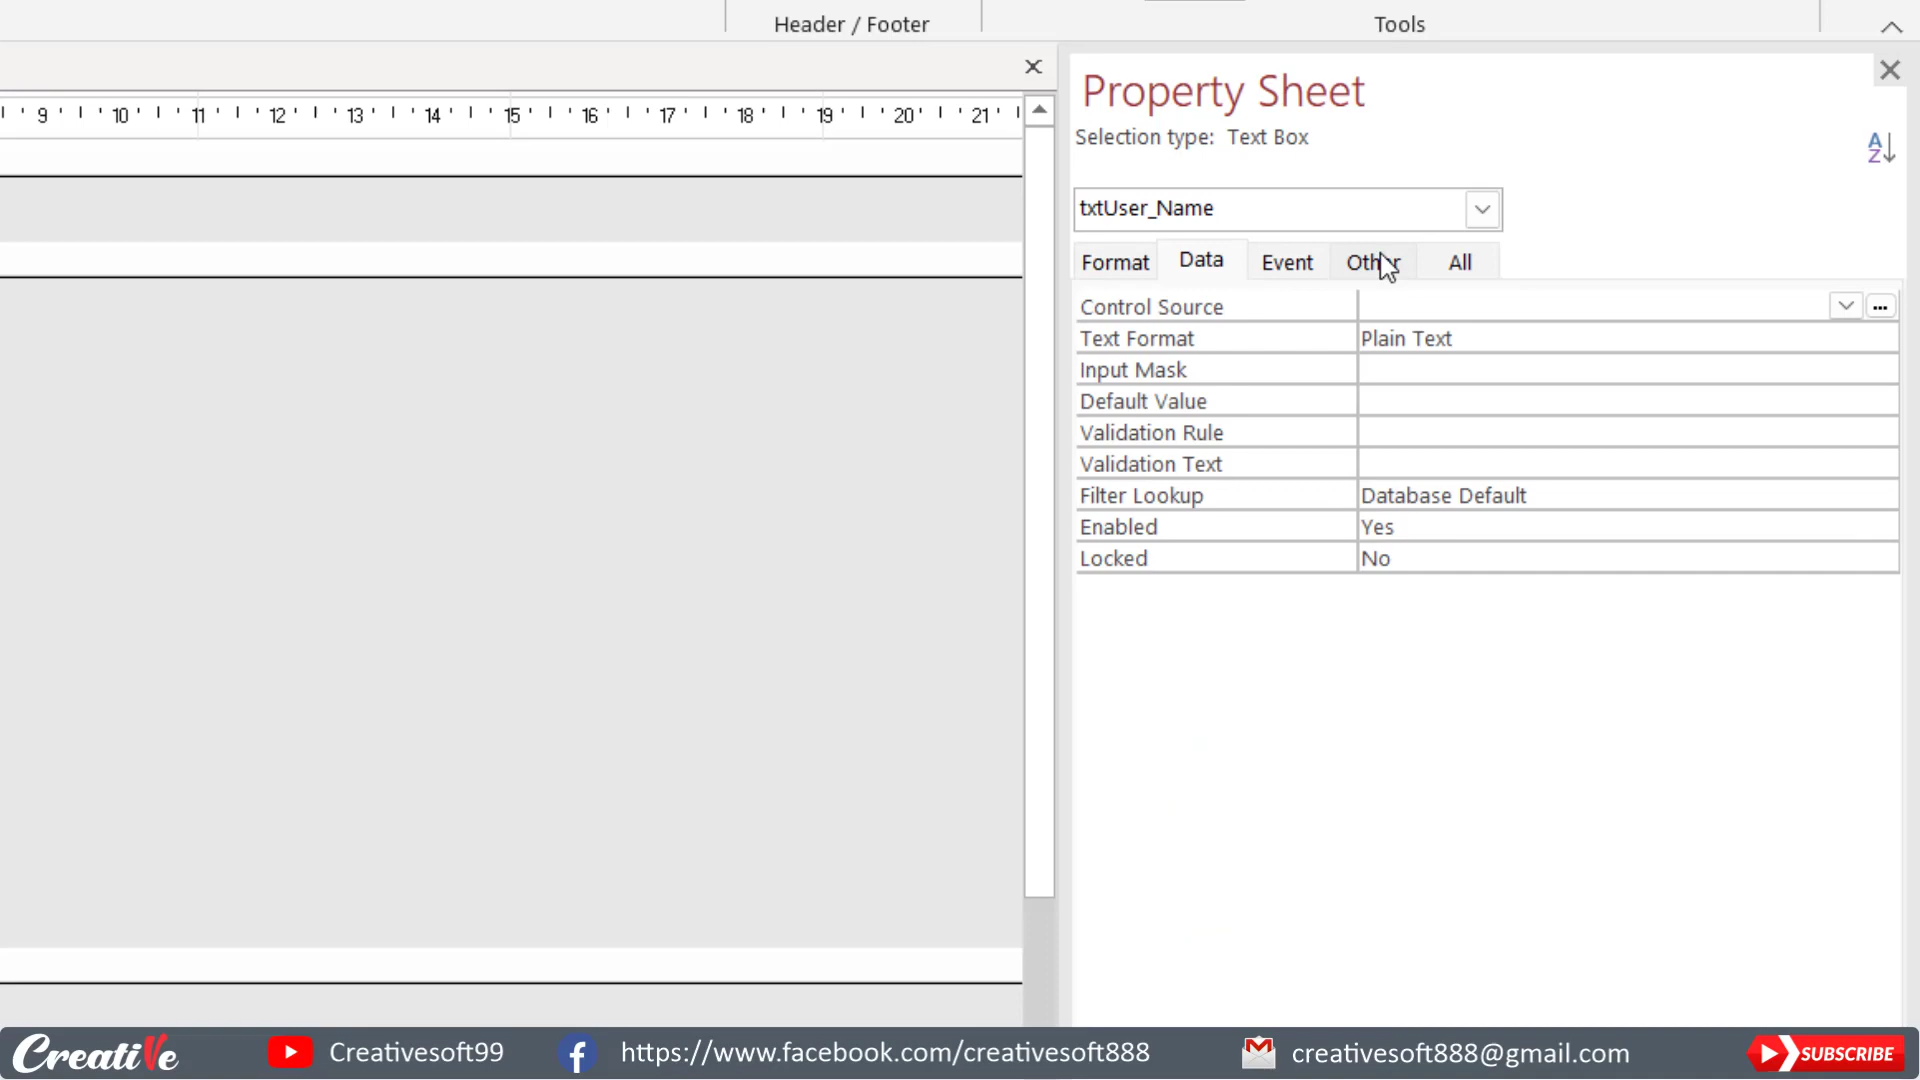 Header / Footer
Tools
9 10 11 12 13 14 15 16 17 18 19 20 21
Property Sheet
Selection type: Text Box
AZ
txtUser_Name
Format Data Event Other All
Control Source
Text Format Plain Text
Input Mask
Default Value
Validation Rule
Validation Text
Filter Lookup Database Default
Enabled Yes
Locked No
CreatiVe Creativesoft99 https://www.facebook.com/creativesoft888 creativesoft888@gmail.com SUBSCRIBE